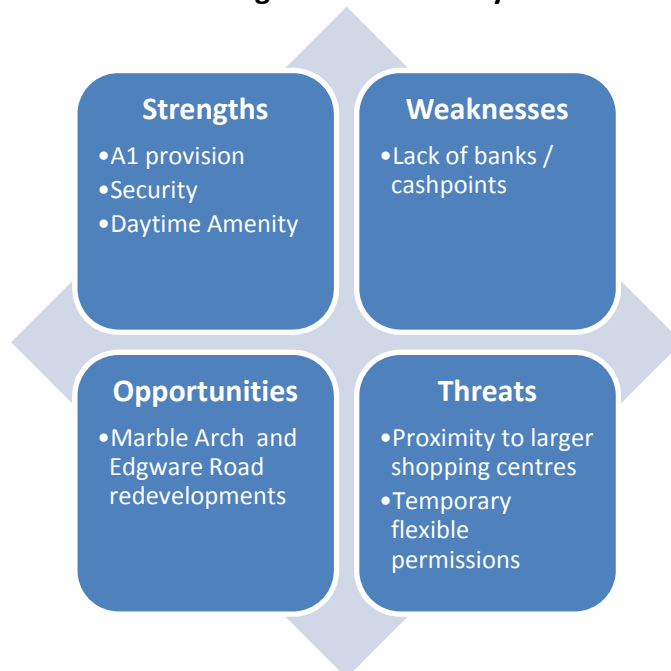 Strengths
•A1 provision
•Security
•Daytime Amenity
Weaknesses
•Lack of banks /
cashpoints
Opportunities
•Marble Arch and
Edgware Road
redevelopments
Threats
•Proximity to larger
shopping centres
•Temporary
flexible
permissions